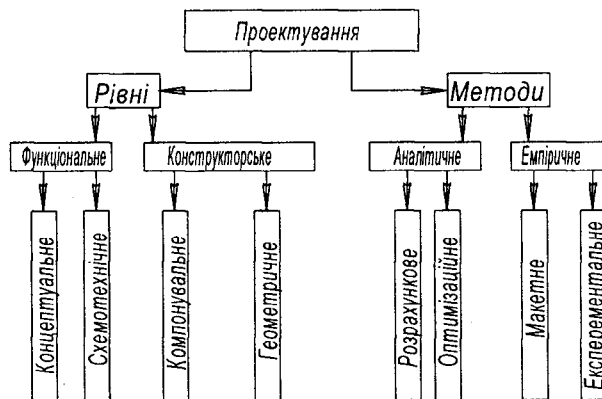 Проектування
Рівні
Методи
Функціональне
Конструкторське
Аналітичне
Емпіричне
Концептуальне
Схемотехнічне
Компонувальне
Геометричне
Розрахункове
Оптимізаційне
Макетне
Експерементальне